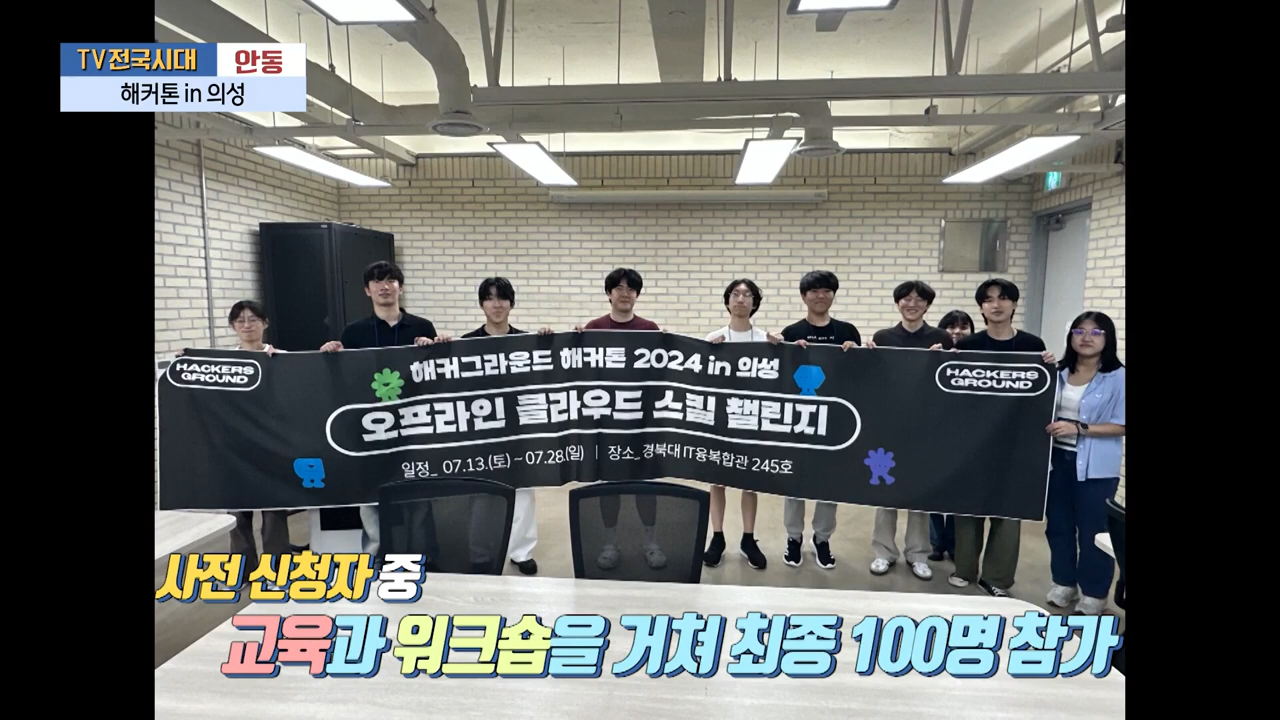 TV전국시대 안동
해커톤 in 의성
HACKERS
GROUND
해커그라운드 해커톤 2024 in 의성
오프라인 클라우드 스킬 챌린지
일정_ 07.13.(토) ~ 07.28.(일) | 장소_ 경북대 IT융복합관 245호
HACKERS
GROUND
사전 신청자 중
교육과 워크숍을 거쳐 최종 100명 참가